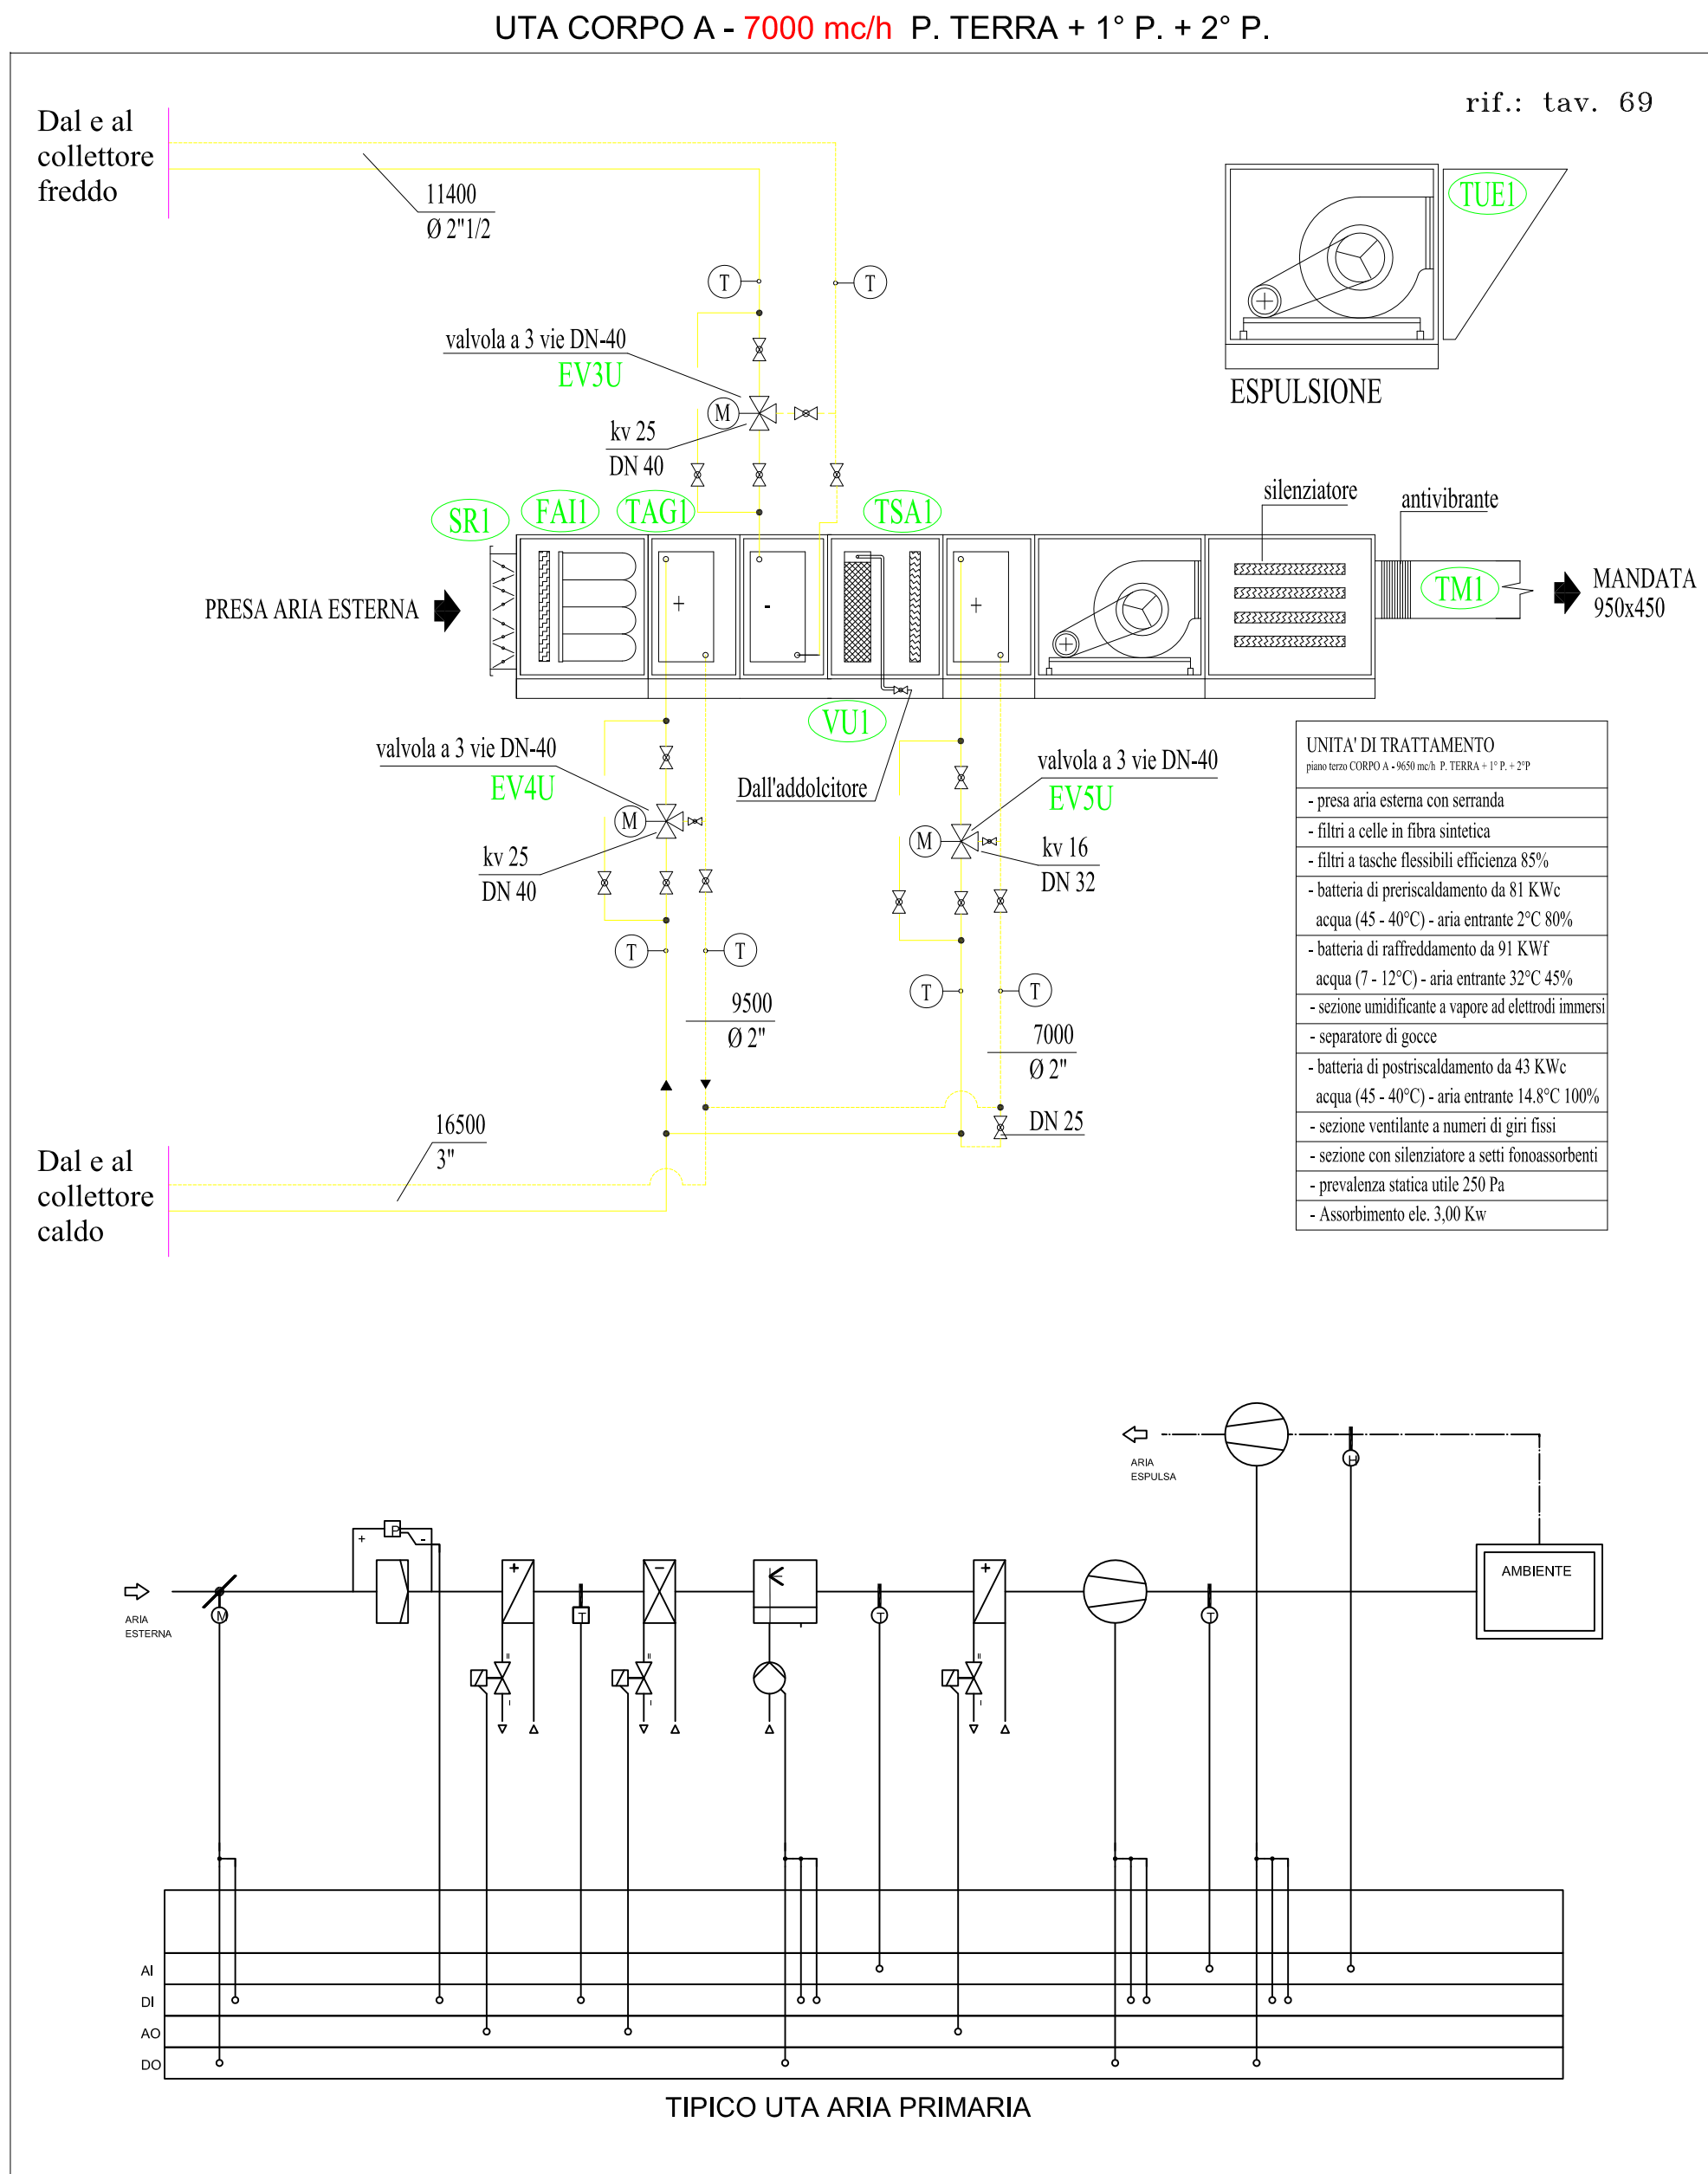 UTA CORPO A - 7000 mc/h P. TERRA + 1° P. + 2° P.
rif.: tav. 69
Dal e al
collettore
freddo
11400
Ø 2"1/2
TUE1
T
T
valvola a 3 vie DN-40
EV3U
M
kv 25
DN 40
ESPULSIONE
SR1
FAI1
TAG1
TSA1
silenziatore
antivibrante
PRESA ARIA ESTERNA
+
-
+
TM1
MANDATA
950x450
VU1
valvola a 3 vie DN-40
EV4U
M
kv 25
DN 40
Dall'addolcitore
valvola a 3 vie DN-40
EV5U
M
kv 16
DN 32
T
T
T
T
9500
Ø 2"
7000
Ø 2"
DN 25
16500
3"
Dal e al
collettore
caldo
UNITA' DI TRATTAMENTO
piano terzo CORPO A - 9650 mc/h P. TERRA + 1° P. + 2°P
- presa aria esterna con serranda
- filtri a celle in fibra sintetica
- filtri a tasche flessibili efficienza 85%
- batteria di preriscaldamento da 81 KWc
acqua (45 - 40°C) - aria entrante 2°C 80%
- batteria di raffreddamento da 91 KWf
acqua (7 - 12°C) - aria entrante 32°C 45%
- sezione umidificante a vapore ad elettrodi immersi
- separatore di gocce
- batteria di postriscaldamento da 43 KWc
acqua (45 - 40°C) - aria entrante 14.8°C 100%
- sezione ventilante a numeri di giri fissi
- sezione con silenziatore a setti fonoassorbenti
- prevalenza statica utile 250 Pa
- Assorbimento ele. 3,00 Kw
ARIA
ESPULSA
H
+ P -
+
-
+
AMBIENTE
ARIA
ESTERNA
M
T
T
T
II
I
II
I
II
I
AI
DI
AO
DO
TIPICO UTA ARIA PRIMARIA